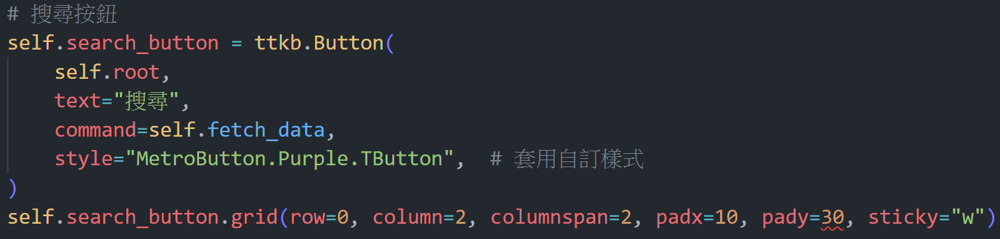 # 搜尋按鈕
self.search_button = ttkb.Button(
    self.root,
    text="搜尋",
    command=self.fetch_data,
    style="MetroButton.Purple.TButton",  # 套用自訂樣式
)
self.search_button.grid(row=0, column=2, columnspan=2, padx=10, pady=30, sticky="w")